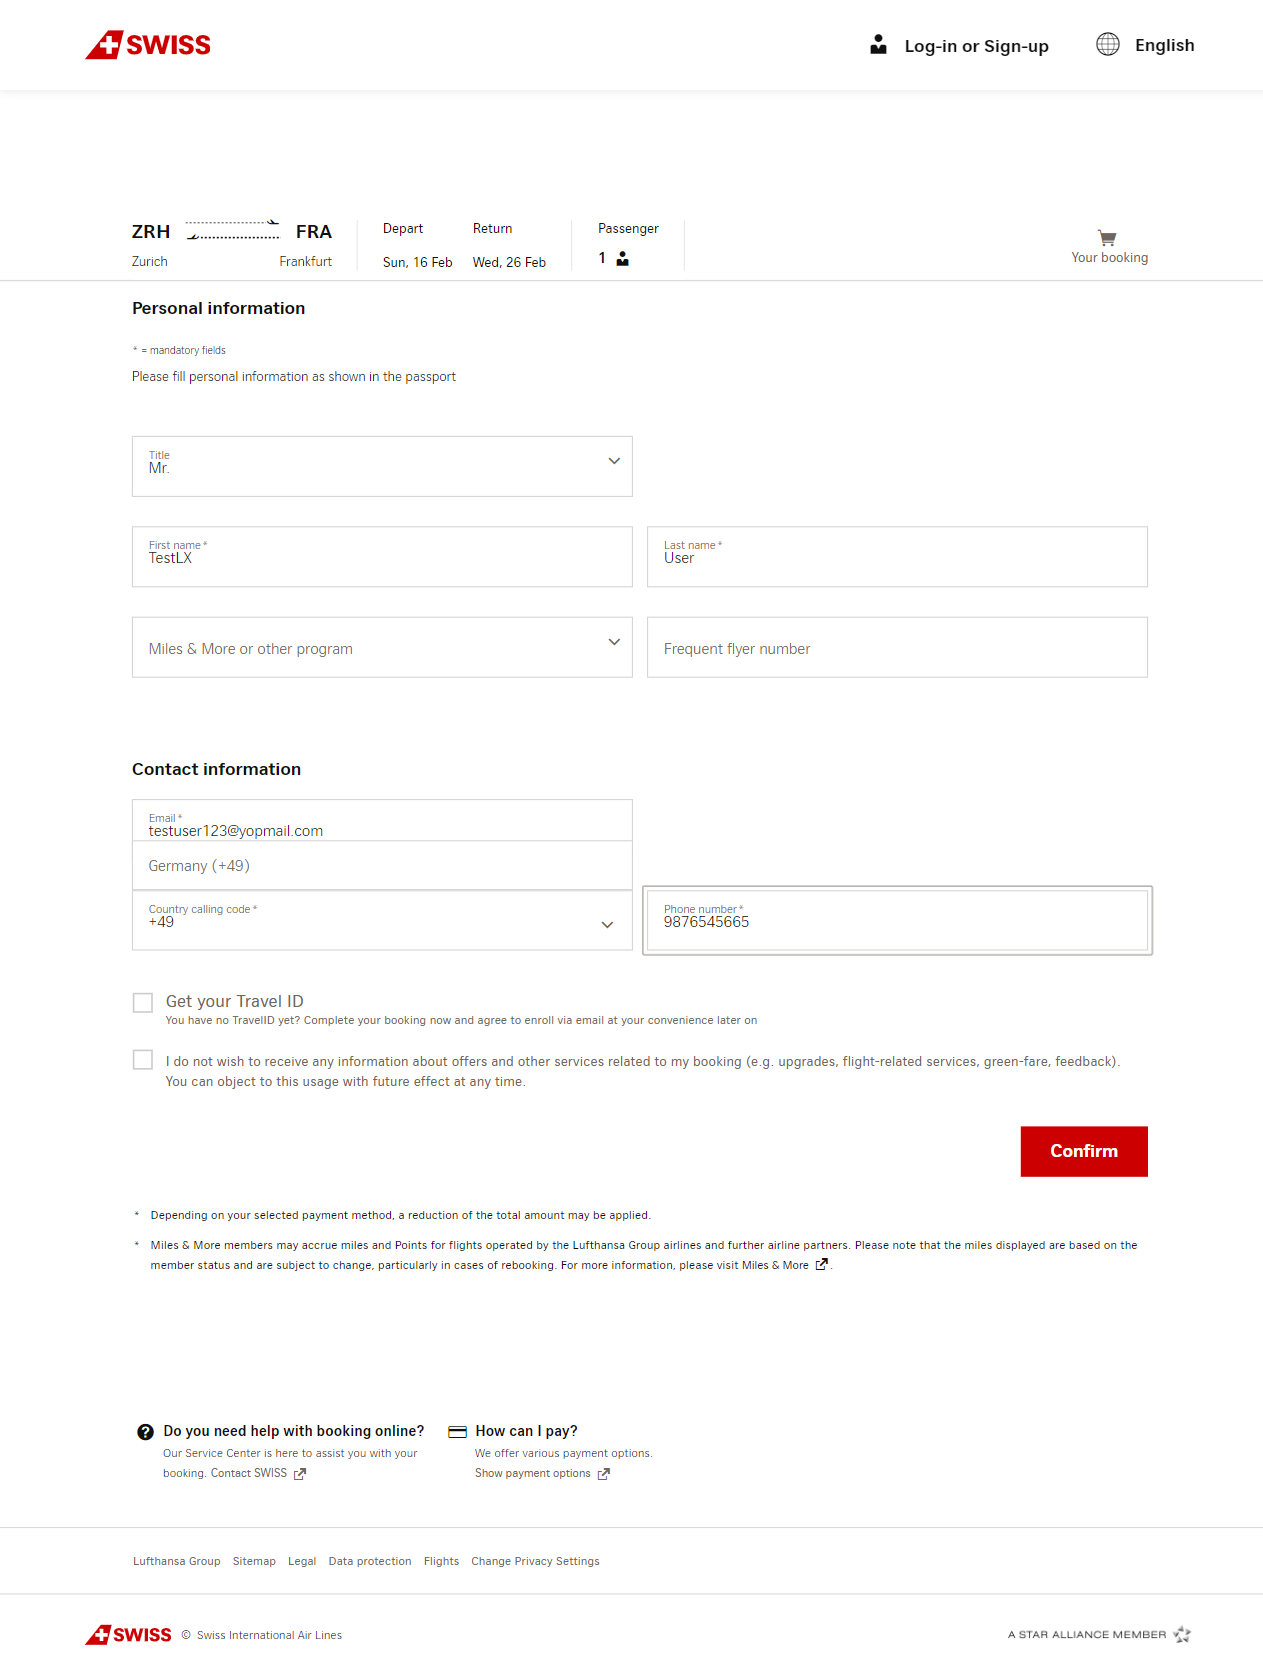 SWISS
Log-in or Sign-up
English
ZRH
FRA
Zurich
Frankfurt
Depart
Return
Sun, 16 Feb
Wed, 26 Feb
Passenger
1
Your booking
Personal information
* = mandatory fields
Please fill personal information as shown in the passport
Title
Mr.
First name *
TestLX
Last name *
User
Miles & More or other program
Frequent flyer number
Contact information
Email *
testuser123@yopmail.com
Germany (+49)
Country calling code *
+49
Phone number *
9876545665
Get your Travel ID
You have no TravelID yet? Complete your booking now and agree to enroll via email at your convenience later on
I do not wish to receive any information about offers and other services related to my booking (e.g. upgrades, flight-related services, green-fare, feedback).
You can object to this usage with future effect at any time.
Confirm
* Depending on your selected payment method, a reduction of the total amount may be applied.
* Miles & More members may accrue miles and Points for flights operated by the Lufthansa Group airlines and further airline partners. Please note that the miles displayed are based on the
member status and are subject to change, particularly in cases of rebooking. For more information, please visit Miles & More .
Do you need help with booking online?
Our Service Center is here to assist you with your
booking. Contact SWISS
How can I pay?
We offer various payment options.
Show payment options
Lufthansa Group Sitemap Legal Data protection Flights Change Privacy Settings
SWISS © Swiss International Air Lines
A STAR ALLIANCE MEMBER